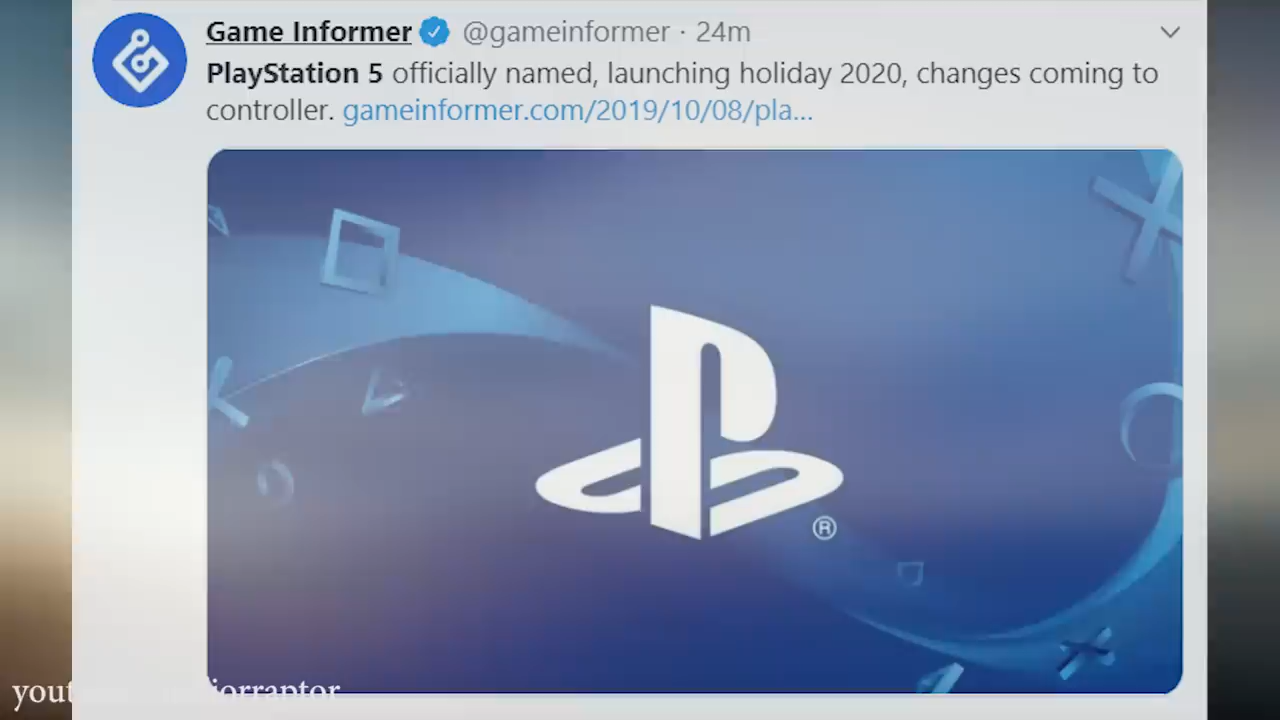 Game Informer @gameinformer · 24m
PlayStation 5 officially named, launching holiday 2020, changes coming to
controller. gameinformer.com/2019/10/08/pla...
®